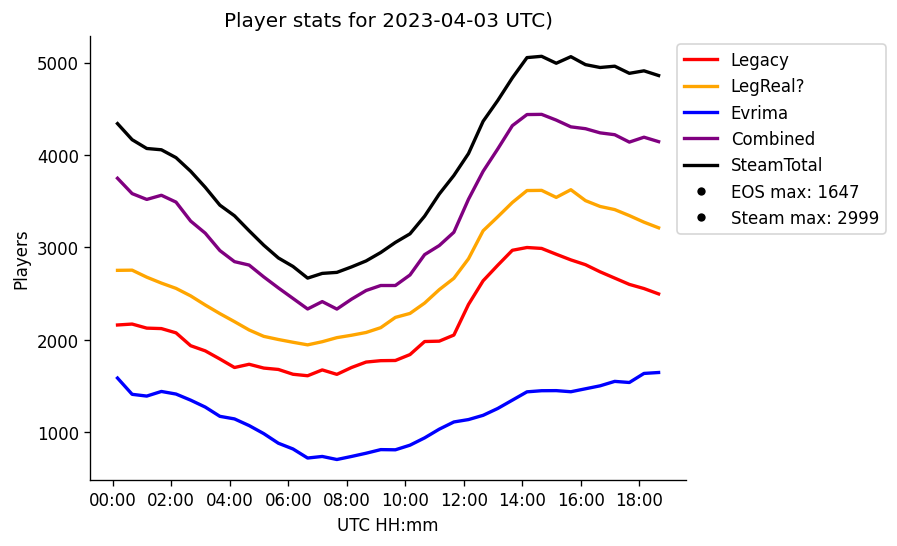 Player stats for 2023-04-03 UTC)
Players
5000
4000
3000
2000
1000
00:00 02:00 04:00 06:00 08:00 10:00 12:00 14:00 16:00 18:00
UTC HH:mm
Legacy
LegReal?
Evrima
Combined
SteamTotal
EOS max: 1647
Steam max: 2999